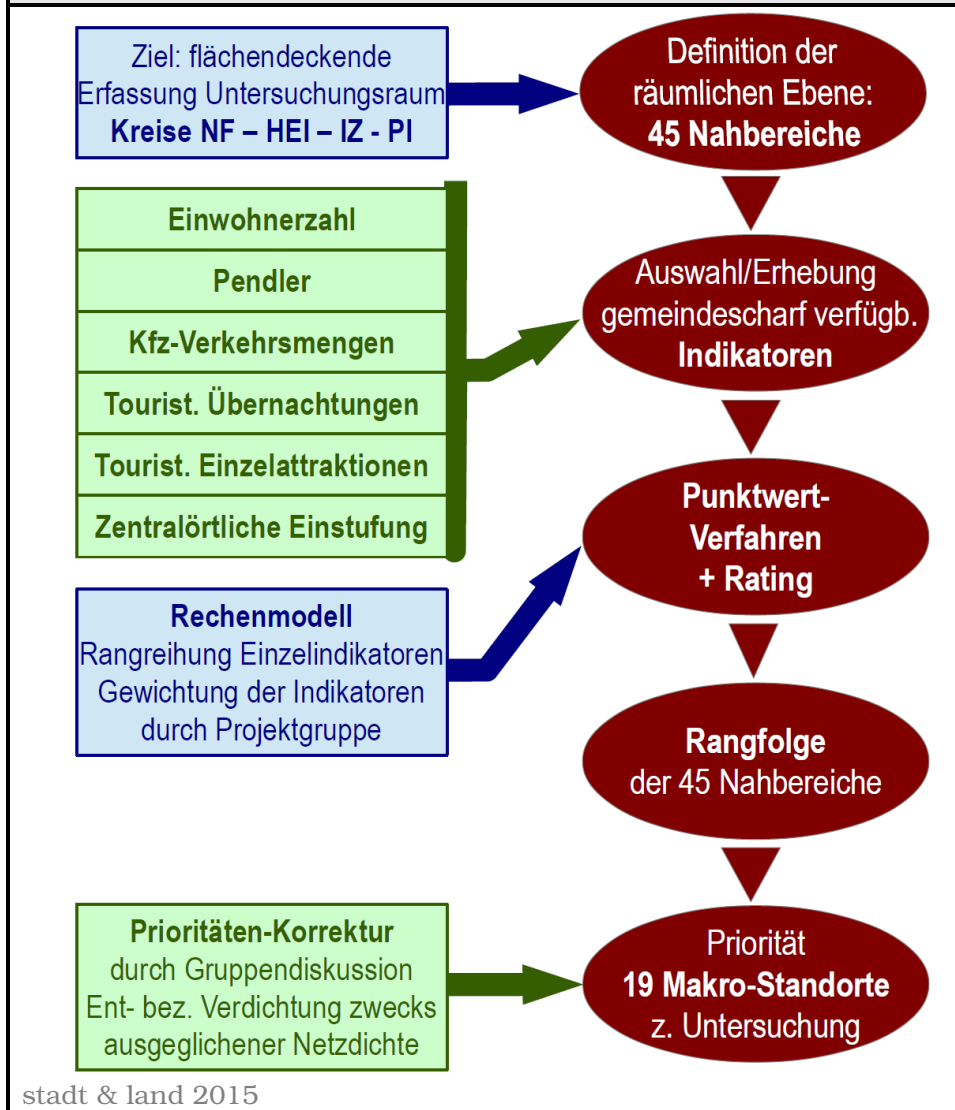 Ziel: flächendeckende
Erfassung Untersuchungsraum
Kreise NF – HEI – IZ - PI
Definition der
räumlichen Ebene:
45 Nahbereiche
Einwohnerzahl
Pendler
Kfz-Verkehrsmengen
Tourist. Übernachtungen
Tourist. Einzelattraktionen
Zentralörtliche Einstufung
Auswahl/Erhebung
gemeindescharf verfügb.
Indikatoren
Rechenmodell
Rangreihung Einzelindikatoren
Gewichtung der Indikatoren
durch Projektgruppe
Punktwert-
Verfahren
+ Rating
Rangfolge
der 45 Nahbereiche
Prioritäten-Korrektur
durch Gruppendiskussion
Ent- bez. Verdichtung zwecks
ausgeglichener Netzdichte
Priorität
19 Makro-Standorte
z. Untersuchung
stadt & land 2015